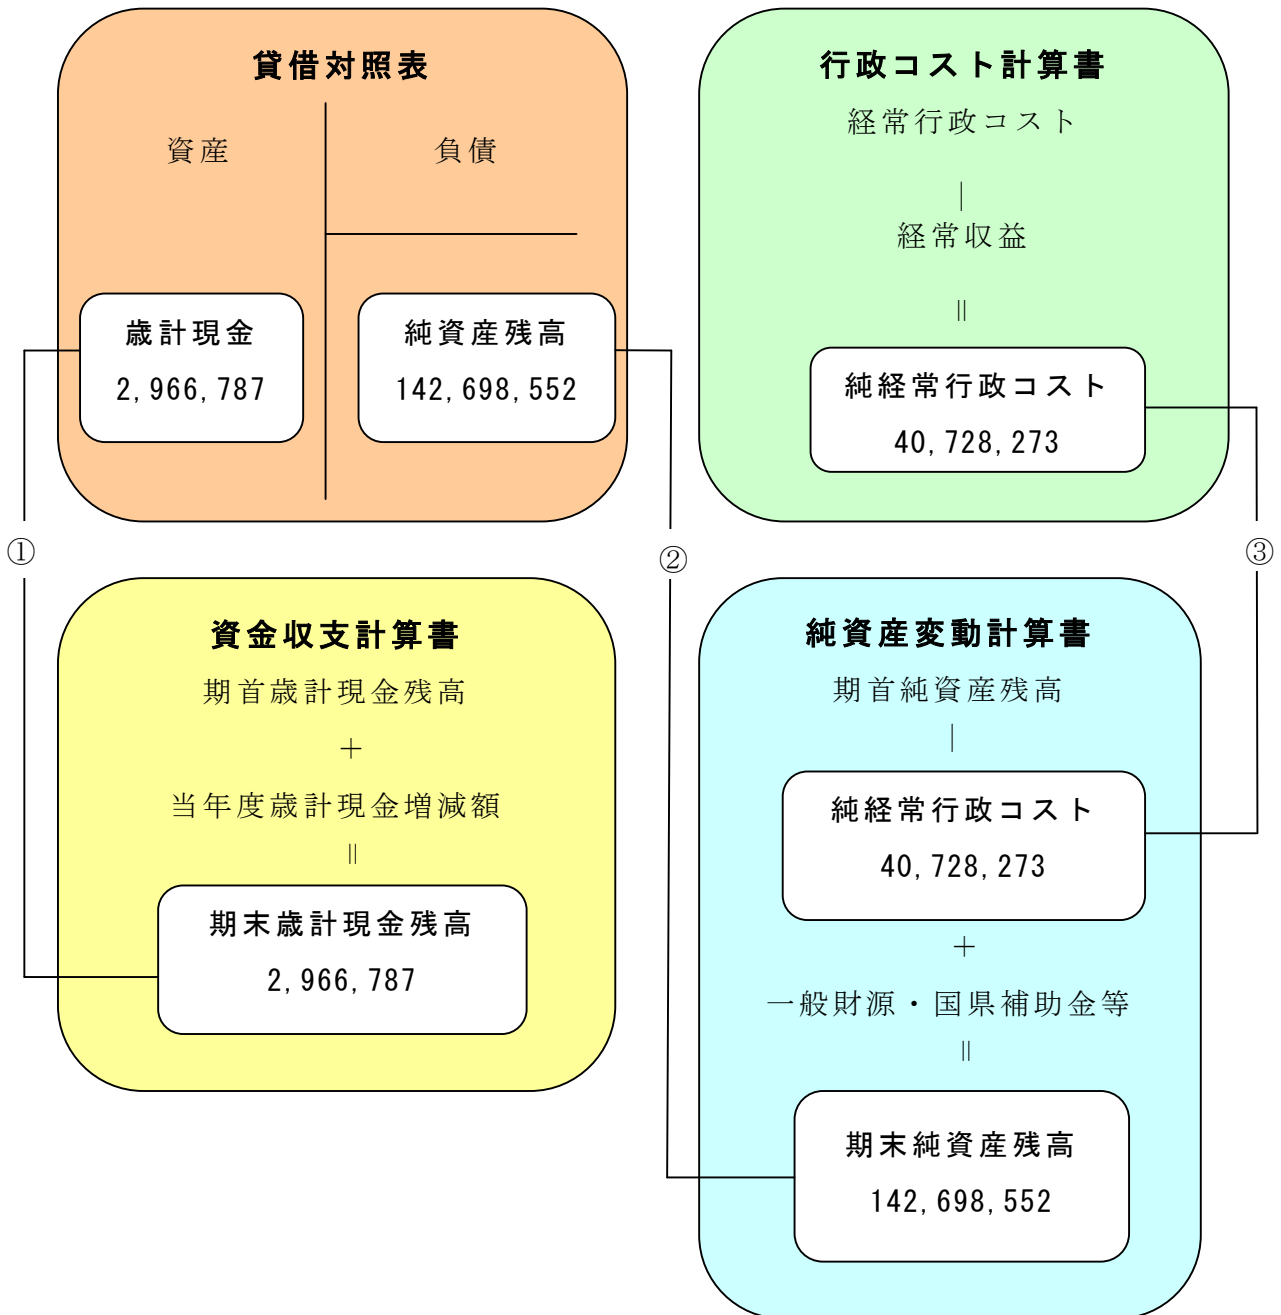 貸借対照表
資産
負債
歳計現金
2,966,787
純資産残高
142,698,552
行政コスト計算書
経常行政コスト
－
経常収益
＝
純経常行政コスト
40,728,273
①
②
③
資金収支計算書
期首歳計現金残高
＋
当年度歳計現金増減額
＝
期末歳計現金残高
2,966,787
純資産変動計算書
期首純資産残高
－
純経常行政コスト
40,728,273
＋
一般財源・国県補助金等
＝
期末純資産残高
142,698,552